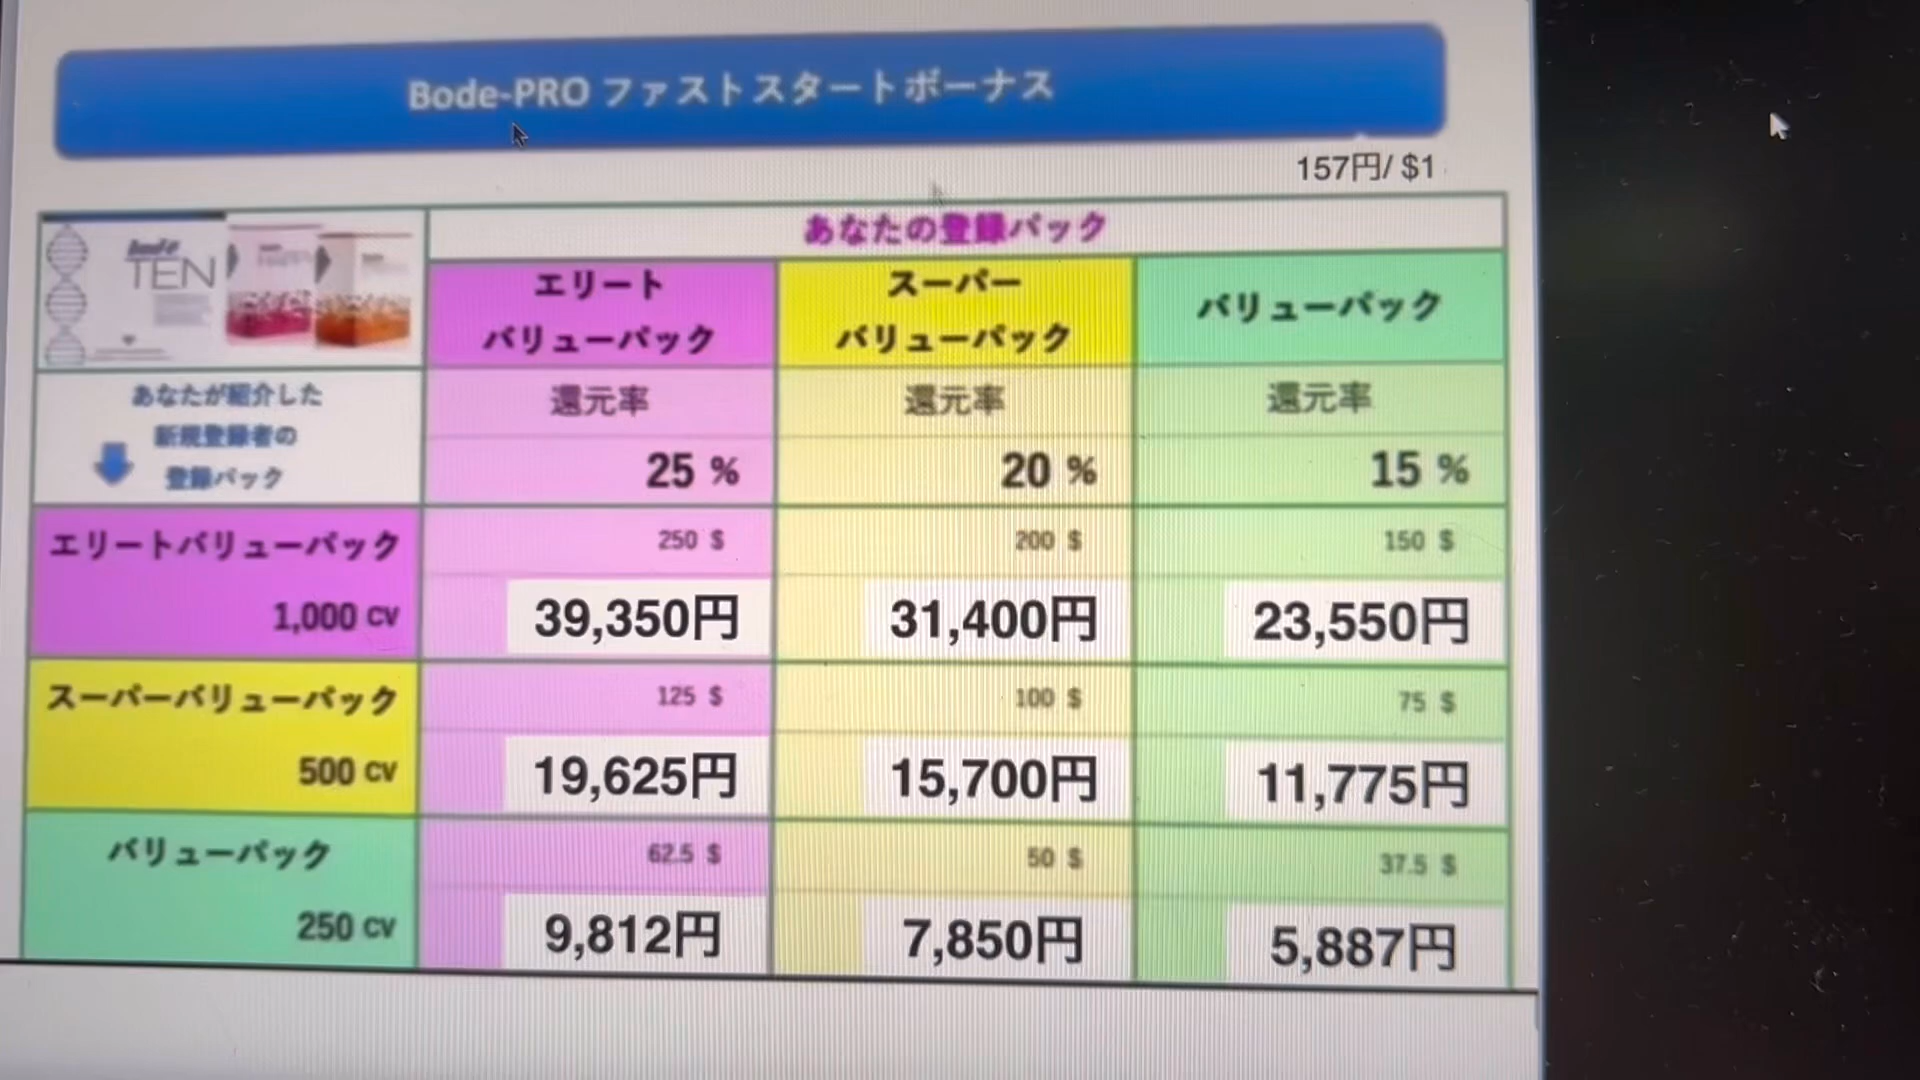 Bode-PRO ファストスタートボーナス
157円/ $1
bode
TEN
あなたの登録パック
エリート
バリューパック
スーパー
バリューパック
バリューパック
あなたが紹介した
新規登録者の
登録パック
還元率
還元率
還元率
25 %
20 %
15 %
エリートバリューパック
1,000 CV
250 $
200 $
150 $
39,350円
31,400円
23,550円
スーパーバリューパック
500 CV
125 $
100 $
75 $
19,625円
15,700円
11,775円
バリューパック
250 CV
62.5 $
50 $
37.5 $
9,812円
7,850円
5,887円